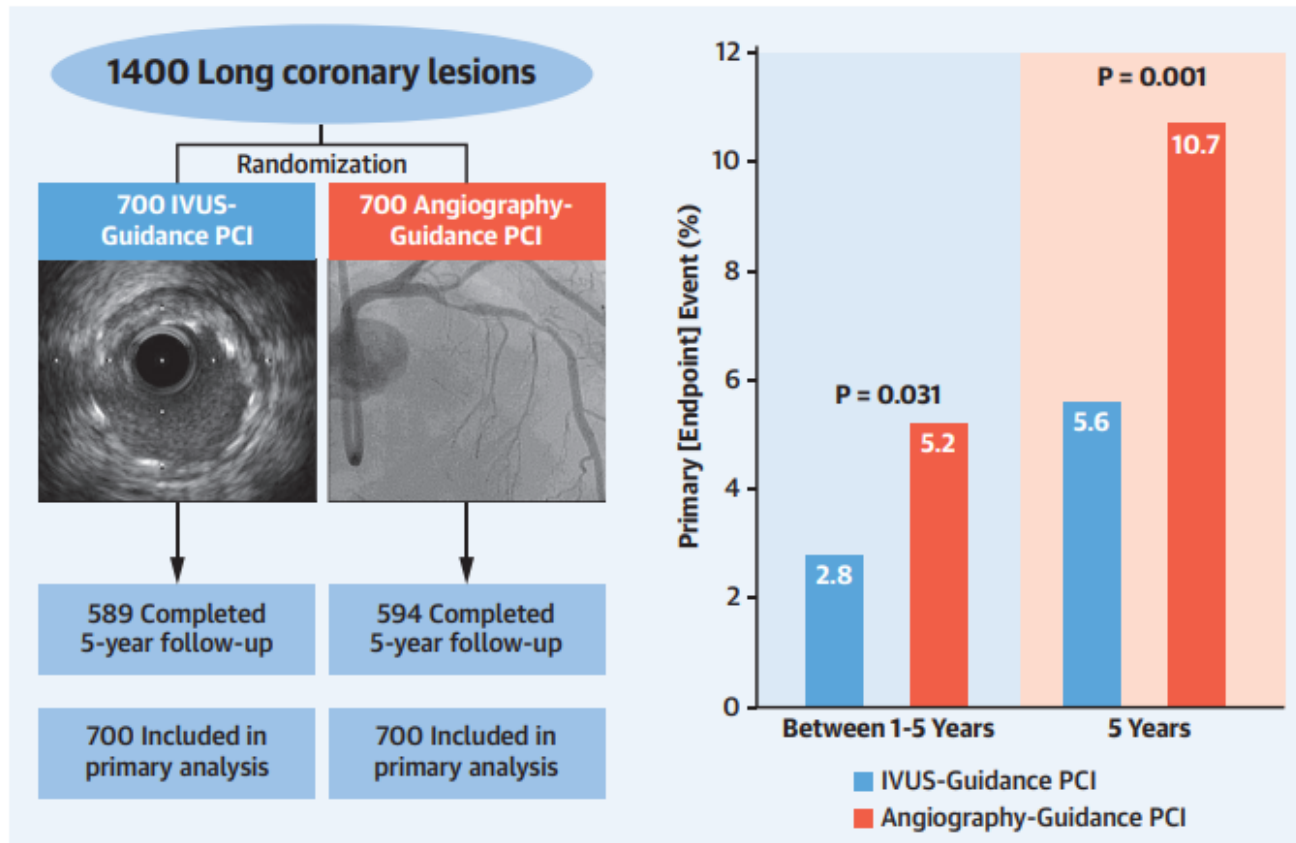 1400 Long coronary lesions
Randomization
700 IVUS-
Guidance PCI
700 Angiography-
Guidance PCI
589 Completed
5-year follow-up
594 Completed
5-year follow-up
700 Included in
primary analysis
700 Included in
primary analysis
Primary [Endpoint] Event (%)
12
10
8
6
4
2
0
P = 0.031
P = 0.001
2.8
5.2
5.6
10.7
Between 1-5 Years
5 Years
IVUS-Guidance PCI
Angiography-Guidance PCI